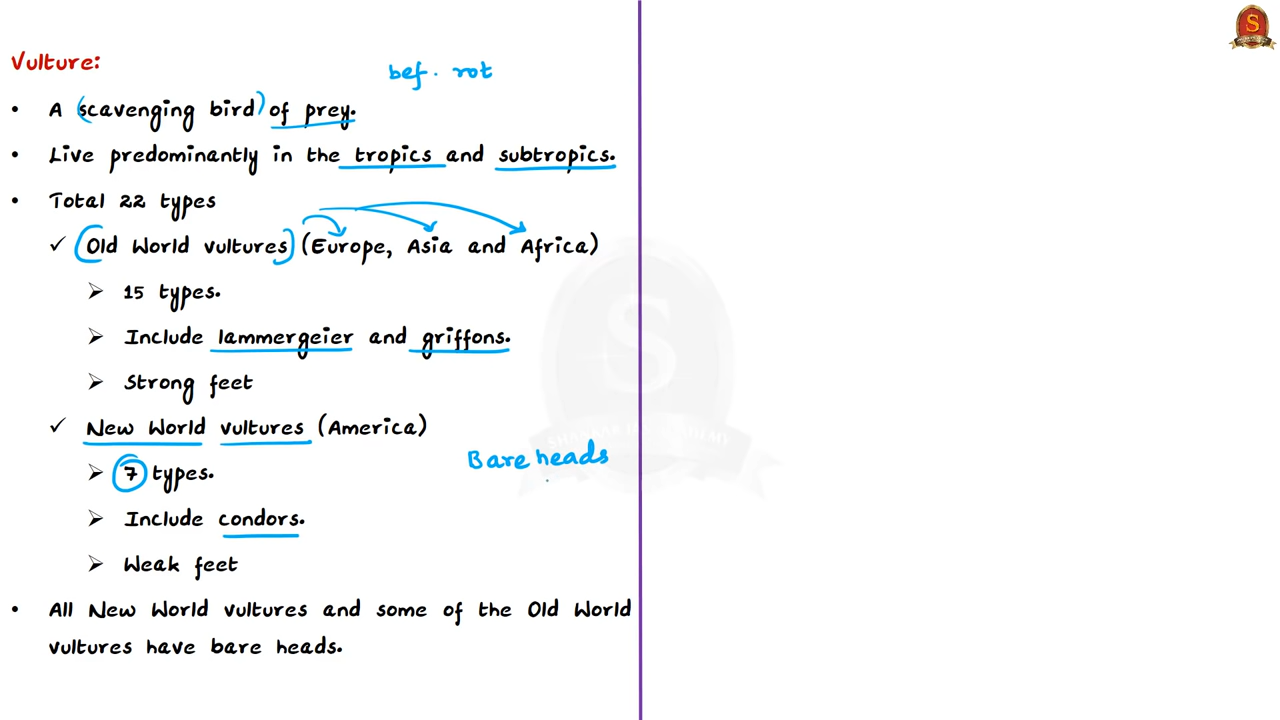 Vulture:
bef. rot
• A (scavenging bird) of prey.
• Live predominantly in the tropics and subtropics.
• Total 22 types
✓ (Old World vultures) (Europe, Asia and Africa)
➤ 15 types.
➤ Include lammergeier and griffons.
➤ Strong feet
✓ New World vultures (America)
Bare heads
➤ 7 types.
➤ Include condors.
➤ Weak feet
• All New World vultures and some of the Old World
vultures have bare heads.
S